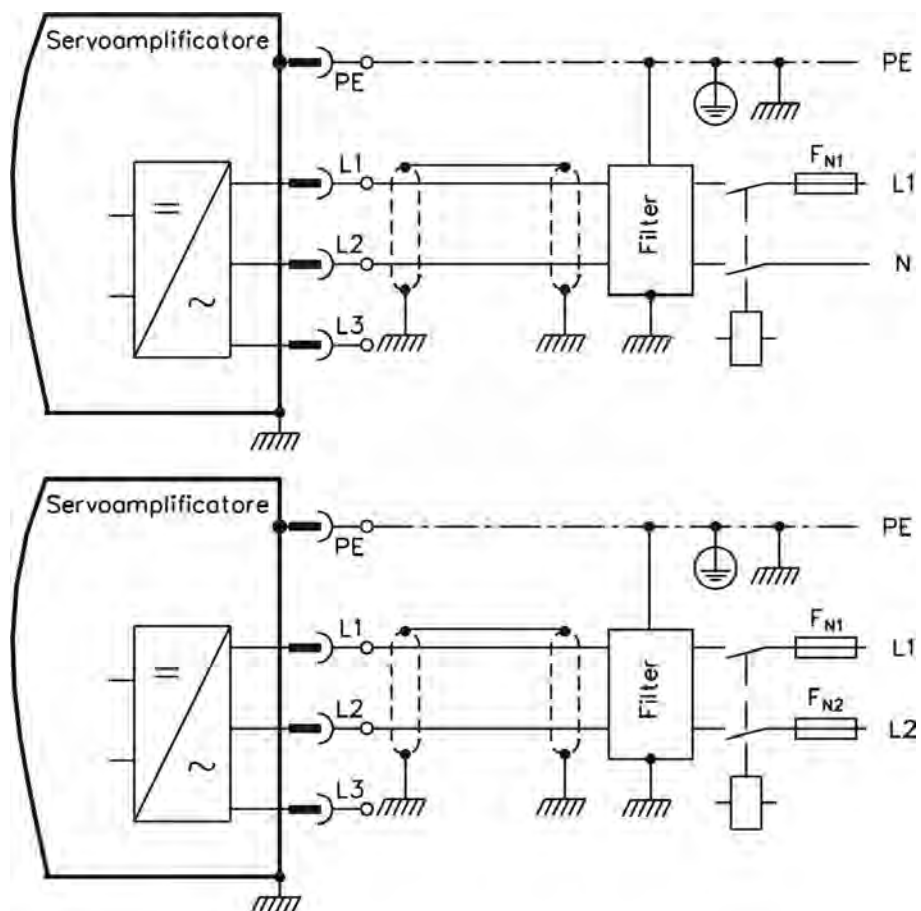 Servoamplificatore
PE
PE
L1
FN1
L1
L2
Filter
N
L3
Servoamplificatore
PE
PE
L1
FN1
L1
L2
Filter
FN2
L2
L3